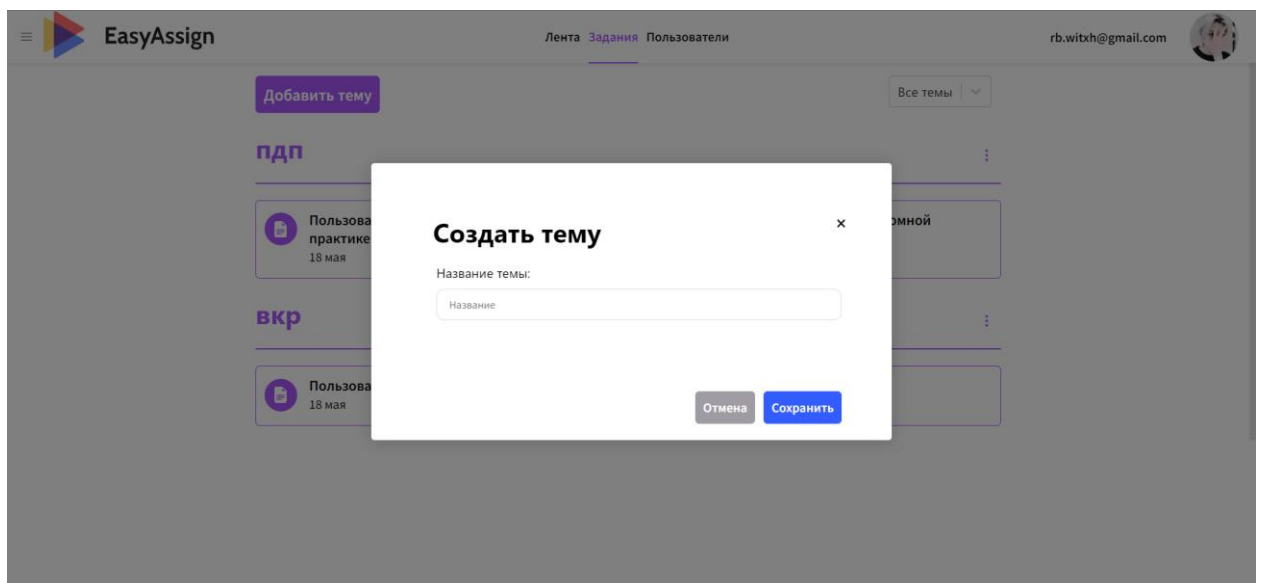 EasyAssign
Лента Задания Пользователи
rb.witxh@gmail.com
Добавить тему
Все темы
пдп
Пользова
омной
практике
18 мая
Создать тему
Название темы:
Название
Отмена Сохранить
вкр
Пользова
18 мая